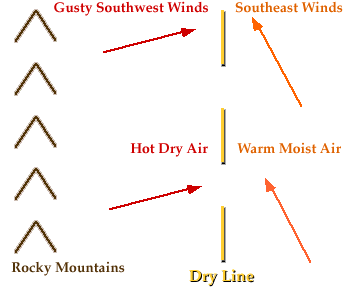 Gusty Southwest Winds
Southeast Winds
Hot Dry Air
Warm Moist Air
Rocky Mountains
Dry Line